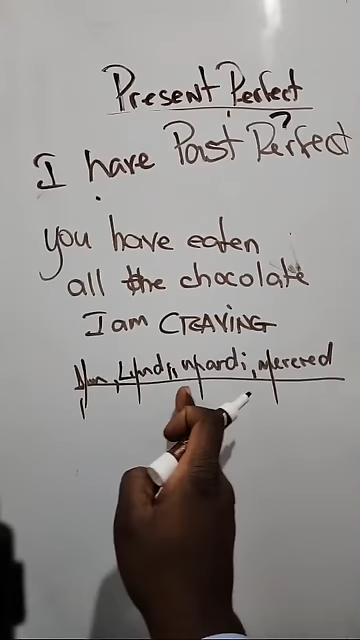 Present Perfect
?
I have Past Perfect
you have eaten
all the chocolate
I am CRAVING